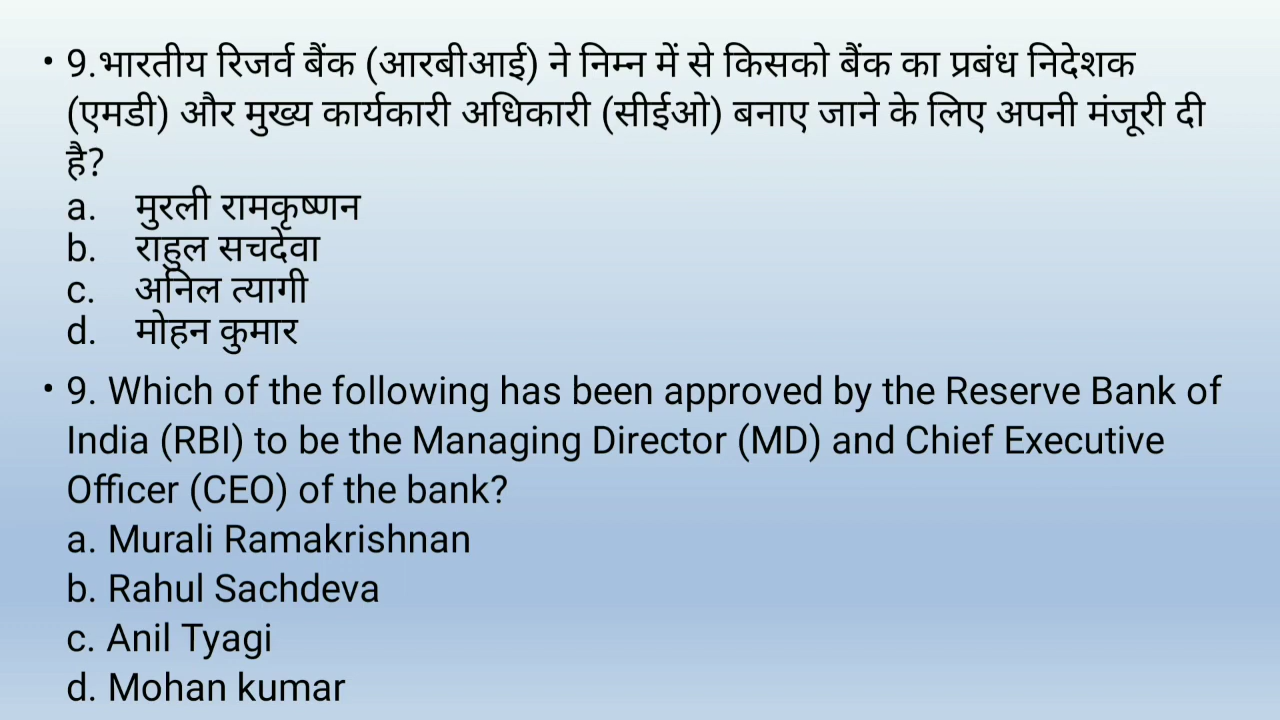 • 9.भारतीय रिजर्व बैंक (आरबीआई) ने निम्न में से किसको बैंक का प्रबंध निदेशक
(एमडी) और मुख्य कार्यकारी अधिकारी (सीईओ) बनाए जाने के लिए अपनी मंजूरी दी
है?
a. मुरली रामकृष्णन
b. राहुल सचदेवा
c. अनिल त्यागी
d. मोहन कुमार
• 9. Which of the following has been approved by the Reserve Bank of
India (RBI) to be the Managing Director (MD) and Chief Executive
Officer (CEO) of the bank?
a. Murali Ramakrishnan
b. Rahul Sachdeva
c. Anil Tyagi
d. Mohan kumar